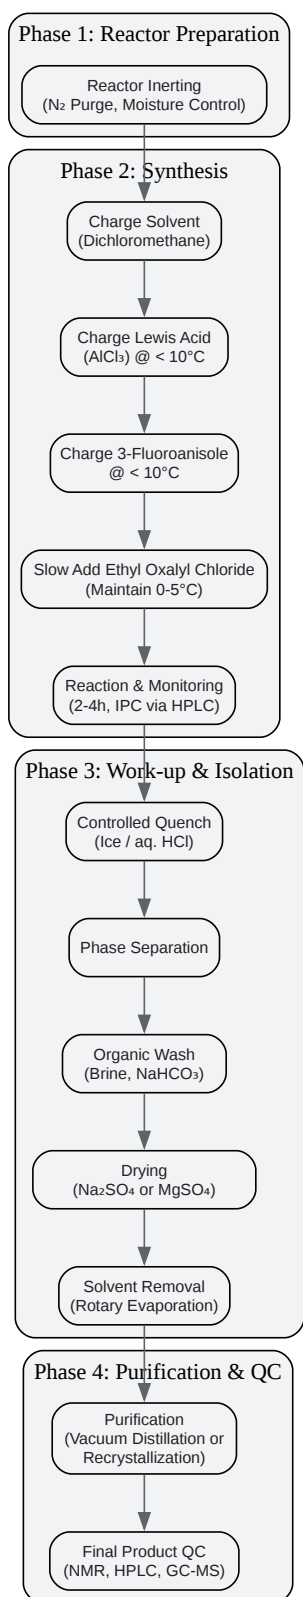 Phase 1: Reactor Preparation
Reactor Inerting
(N₂ Purge, Moisture Control)
Phase 2: Synthesis
Charge Solvent
(Dichloromethane)
Charge Lewis Acid
(AlCl₃) @ < 10°C
Charge 3-Fluoroanisole
@ < 10°C
Slow Add Ethyl Oxalyl Chloride
(Maintain 0-5°C)
Reaction & Monitoring
(2-4h, IPC via HPLC)
Phase 3: Work-up & Isolation
Controlled Quench
(Ice / aq. HCl)
Phase Separation
Organic Wash
(Brine, NaHCO₃)
Drying
(Na₂SO₄ or MgSO₄)
Solvent Removal
(Rotary Evaporation)
Phase 4: Purification & QC
Purification
(Vacuum Distillation or
Recrystallization)
Final Product QC
(NMR, HPLC, GC-MS)